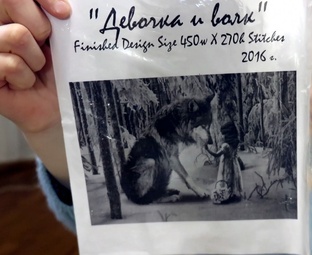 "Девочка и волк"
Finished Design Size 450w X 270h Stitches
2016 г.